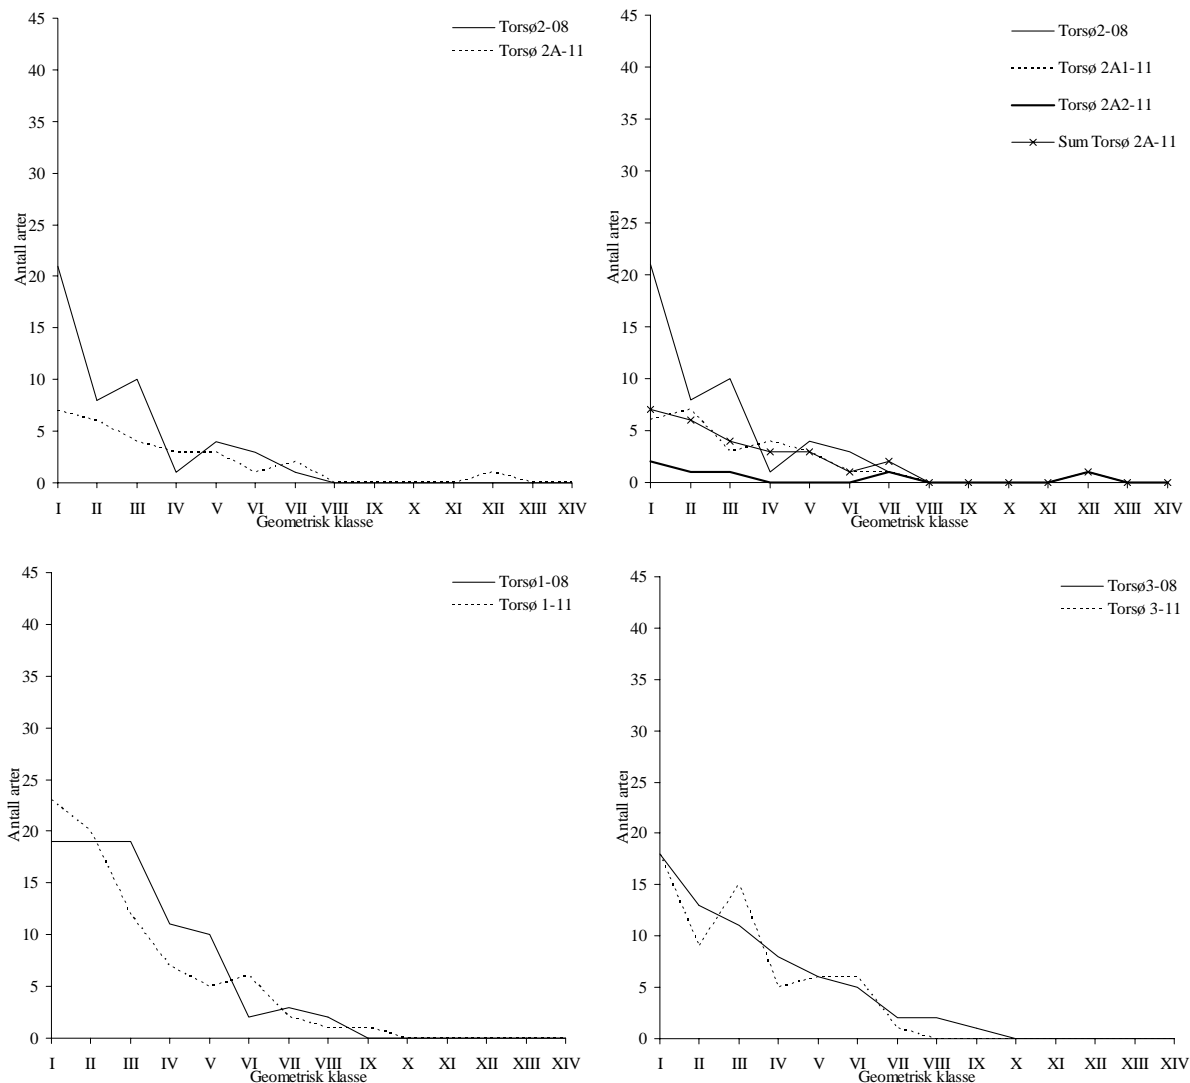 45
40
35
30
25
20
15
10
5
0
Antall arter
I II III IV V VI VII VIII IX X XI XII XIII XIV
Geometrisk klasse
Torsø2-08
Torsø 2A-11
45
40
35
30
25
20
15
10
5
0
Antall arter
I II III IV V VI VII VIII IX X XI XII XIII XIV
Geometrisk klasse
Torsø2-08
Torsø 2A1-11
Torsø 2A2-11
Sum Torsø 2A-11
45
40
35
30
25
20
15
10
5
0
Antall arter
I II III IV V VI VII VIII IX X XI XII XIII XIV
Geometrisk klasse
Torsø1-08
Torsø 1-11
45
40
35
30
25
20
15
10
5
0
Antall arter
I II III IV V VI VII VIII IX X XI XII XIII XIV
Geometrisk klasse
Torsø3-08
Torsø 3-11